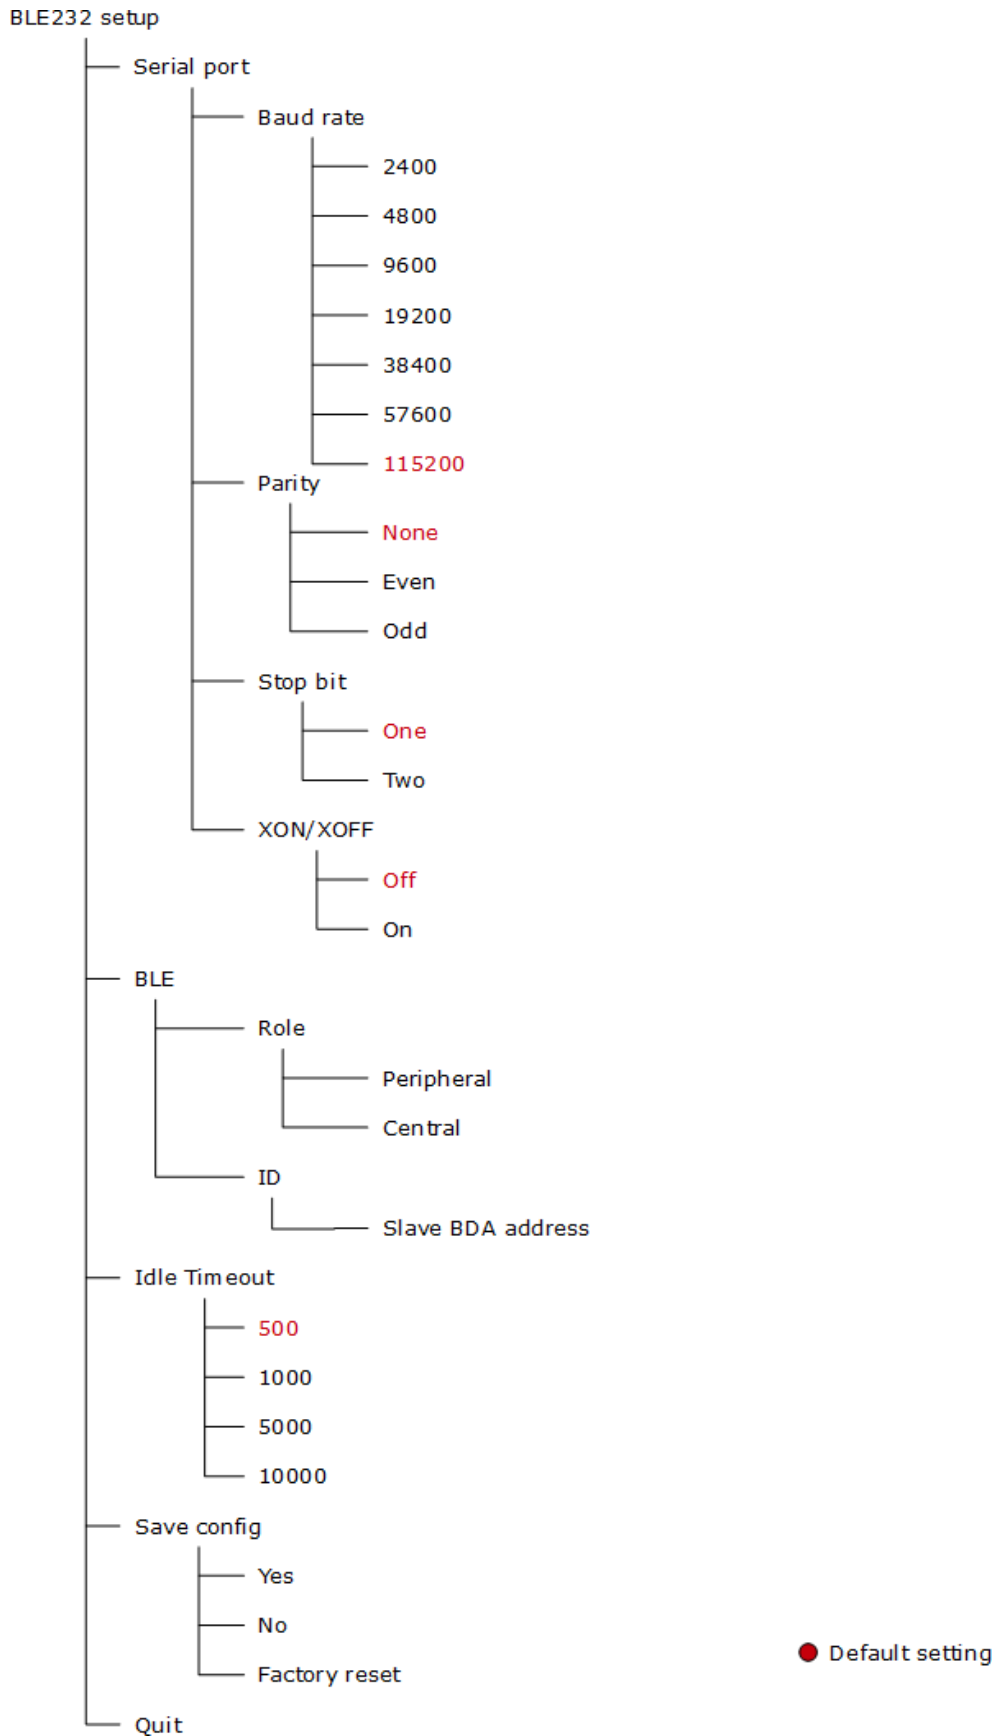 BLE232 setup
Serial port
Baud rate
2400
4800
9600
19200
38400
57600
115200
Parity
None
Even
Odd
Stop bit
One
Two
XON/XOFF
Off
On
BLE
Role
Peripheral
Central
ID
Slave BDA address
Idle Timeout
500
1000
5000
10000
Save config
Yes
No
Factory reset
Default setting
Quit